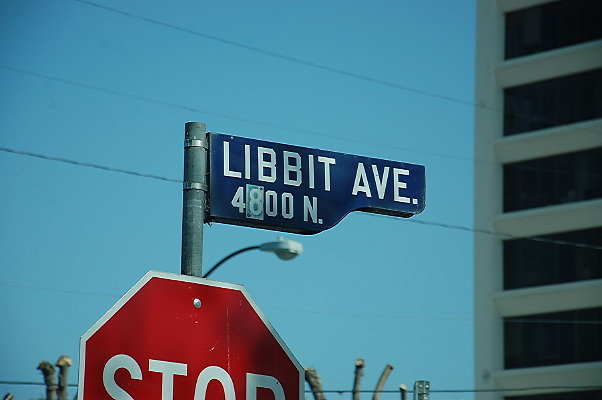 LIBBIT AVE.
4800 N.
STOP